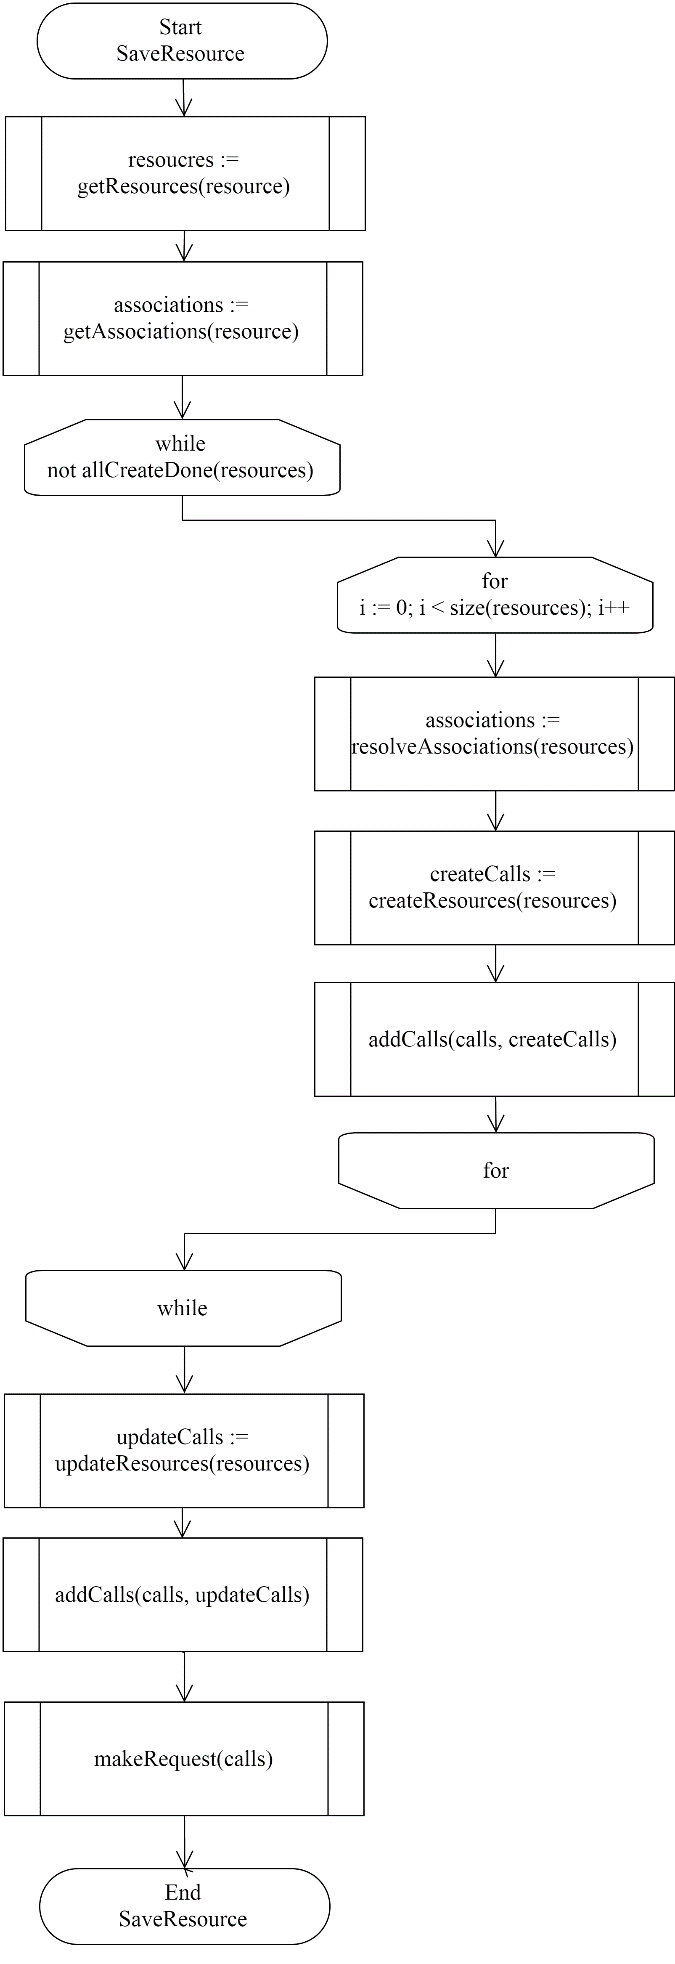 Start
SaveResource
resoucres :=
getResources(resource)
associations :=
getAssociations(resource)
while
not allCreateDone(resources)
for
i := 0; i < size(resources); i++
associations :=
resolveAssociations(resources)
createCalls :=
createResources(resources)
addCalls(calls, createCalls)
for
while
updateCalls :=
updateResources(resources)
addCalls(calls, updateCalls)
makeRequest(calls)
End
SaveResource